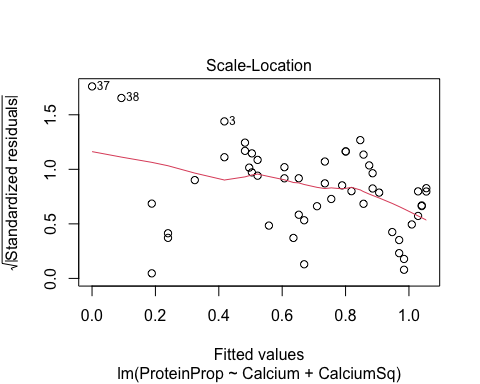 Scale-Location
√|Standardized residuals|
1.5
1.0
0.5
0.0
37
38
3
0.0 0.2 0.4 0.6 0.8 1.0
Fitted values
lm(ProteinProp ~ Calcium + CalciumSq)